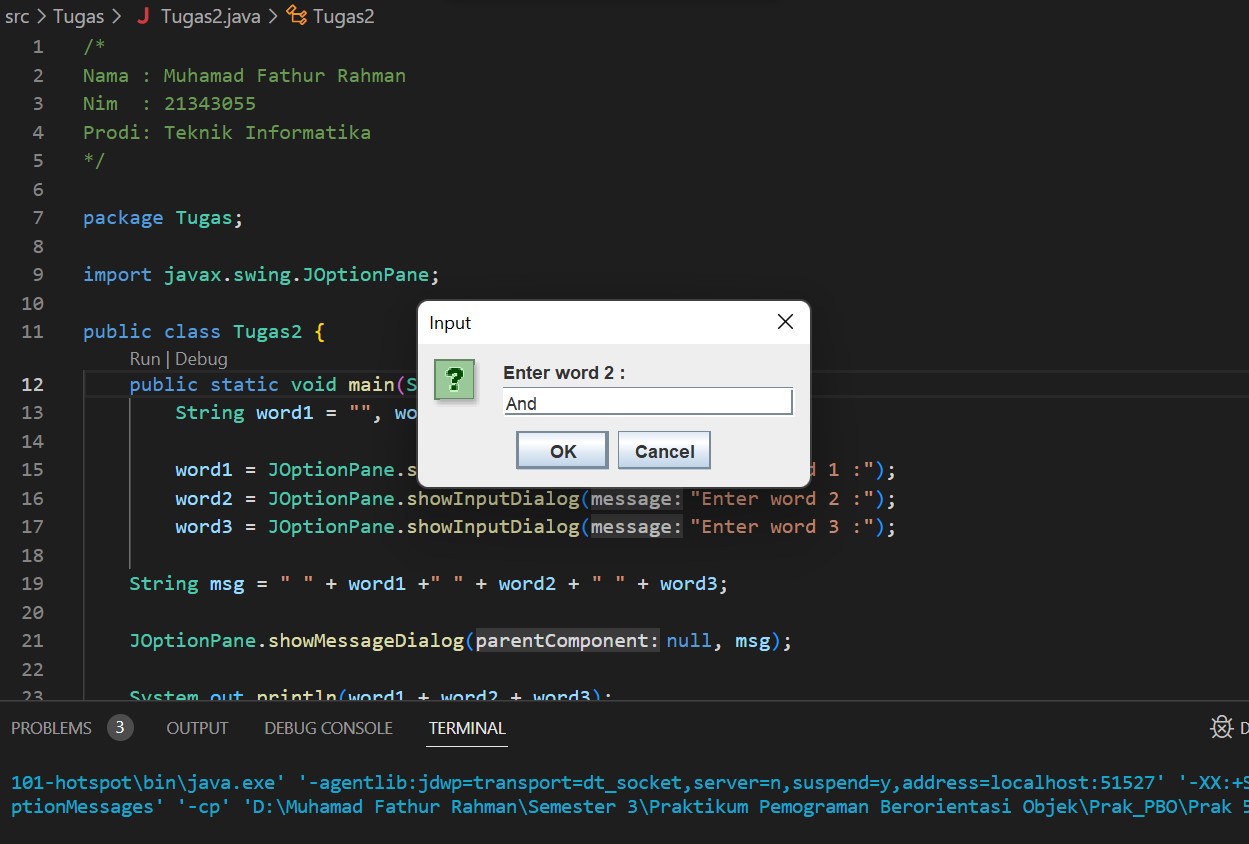 src > Tugas > J Tugas2.java > Tugas2
1 /*
2 Nama : Muhamad Fathur Rahman
3 Nim  : 21343055
4 Prodi: Teknik Informatika
5 */
6
7 package Tugas;
8
9 import javax.swing.JOptionPane;
10
11 public class Tugas2 {
Run | Debug
12 public static void main(S
13 String word1 = "", wo
14
15 word1 = JOptionPane.s 1 :");
16 word2 = JOptionPane.showInputDialog(message: "Enter word 2 :");
17 word3 = JOptionPane.showInputDialog(message: "Enter word 3 :");
18
19 String msg = " " + word1 +" " + word2 + " " + word3;
20
21 JOptionPane.showMessageDialog(parentComponent: null, msg);
22
23 System.out.println(word1 + word2 + word3);
Input
Enter word 2 :
And
OK Cancel
PROBLEMS 3 OUTPUT DEBUG CONSOLE TERMINAL
101-hotspot\bin\java.exe' '-agentlib:jdwp=transport=dt_socket,server=n,suspend=y,address=localhost:51527' '-XX:+S
ptionMessages' '-cp' 'D:\Muhamad Fathur Rahman\Semester 3\Praktikum Pemograman Berorientasi Objek\Prak_PBO\Prak 5